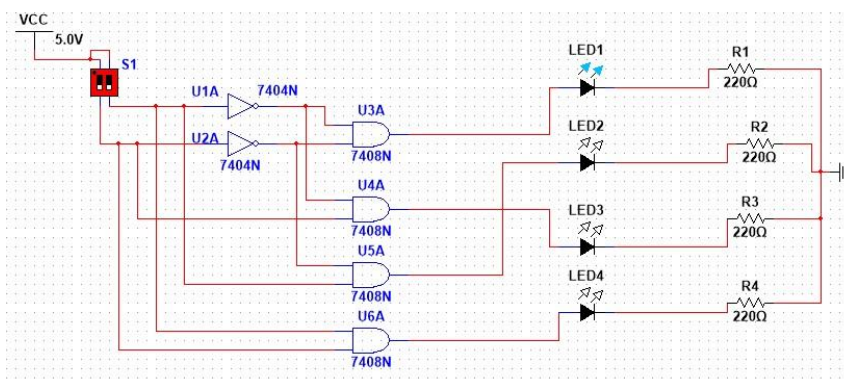 VCC
5.0V
S1
U1A
7404N
U2A
7404N
U3A
7408N
U4A
7408N
U5A
7408N
U6A
7408N
LED1
LED2
LED3
LED4
R1
220Ω
R2
220Ω
R3
220Ω
R4
220Ω